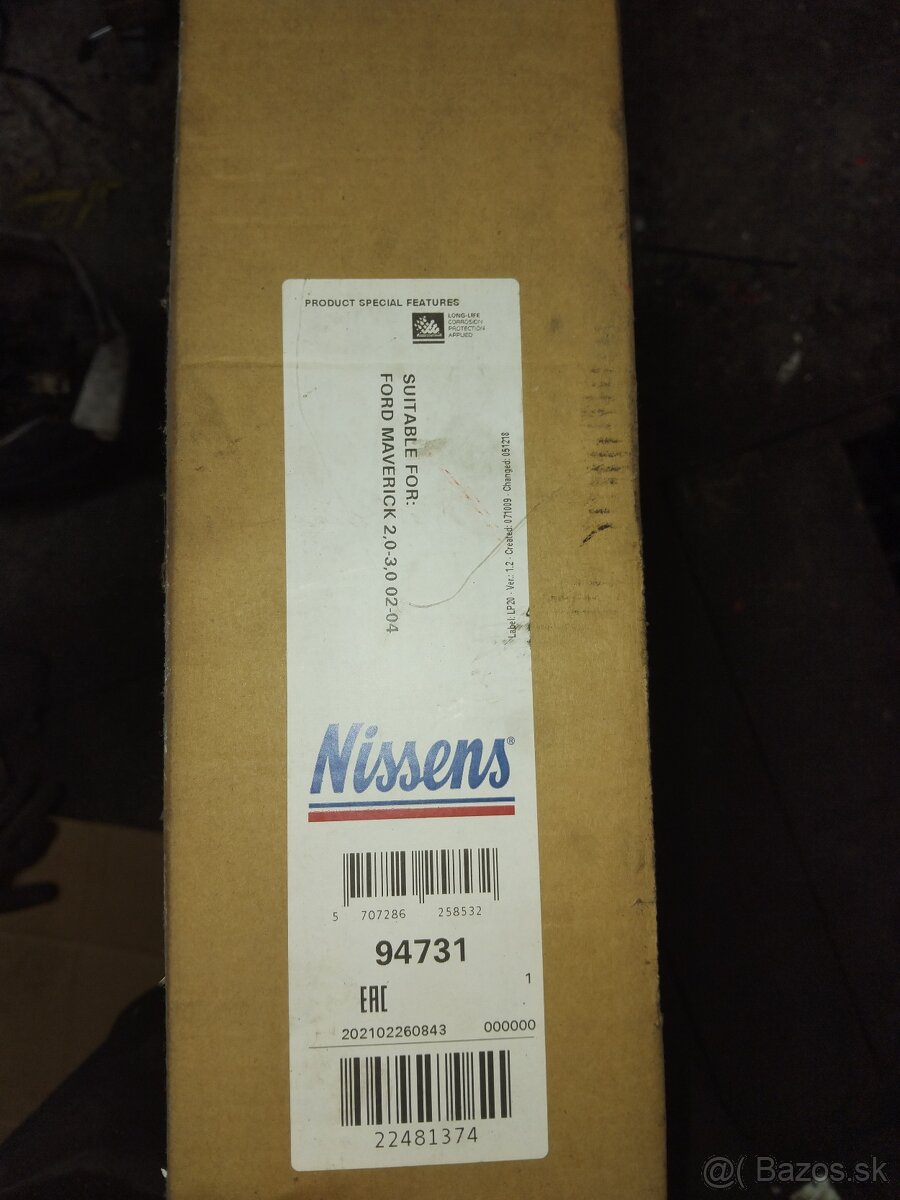 PRODUCT SPECIAL FEATURES
LONG-LIFE
CORROSION
PROTECTION
APPLIED
SUITABLE FOR:
FORD MAVERICK 2,0-3,0 02-04
Label: LP20 · Ver.: 1.2 · Created: 071009 · Changed: 051218
Nissens®
5 707286 258532
94731
1
EAC
202102260843 000000
22481374
@( Bazos.sk